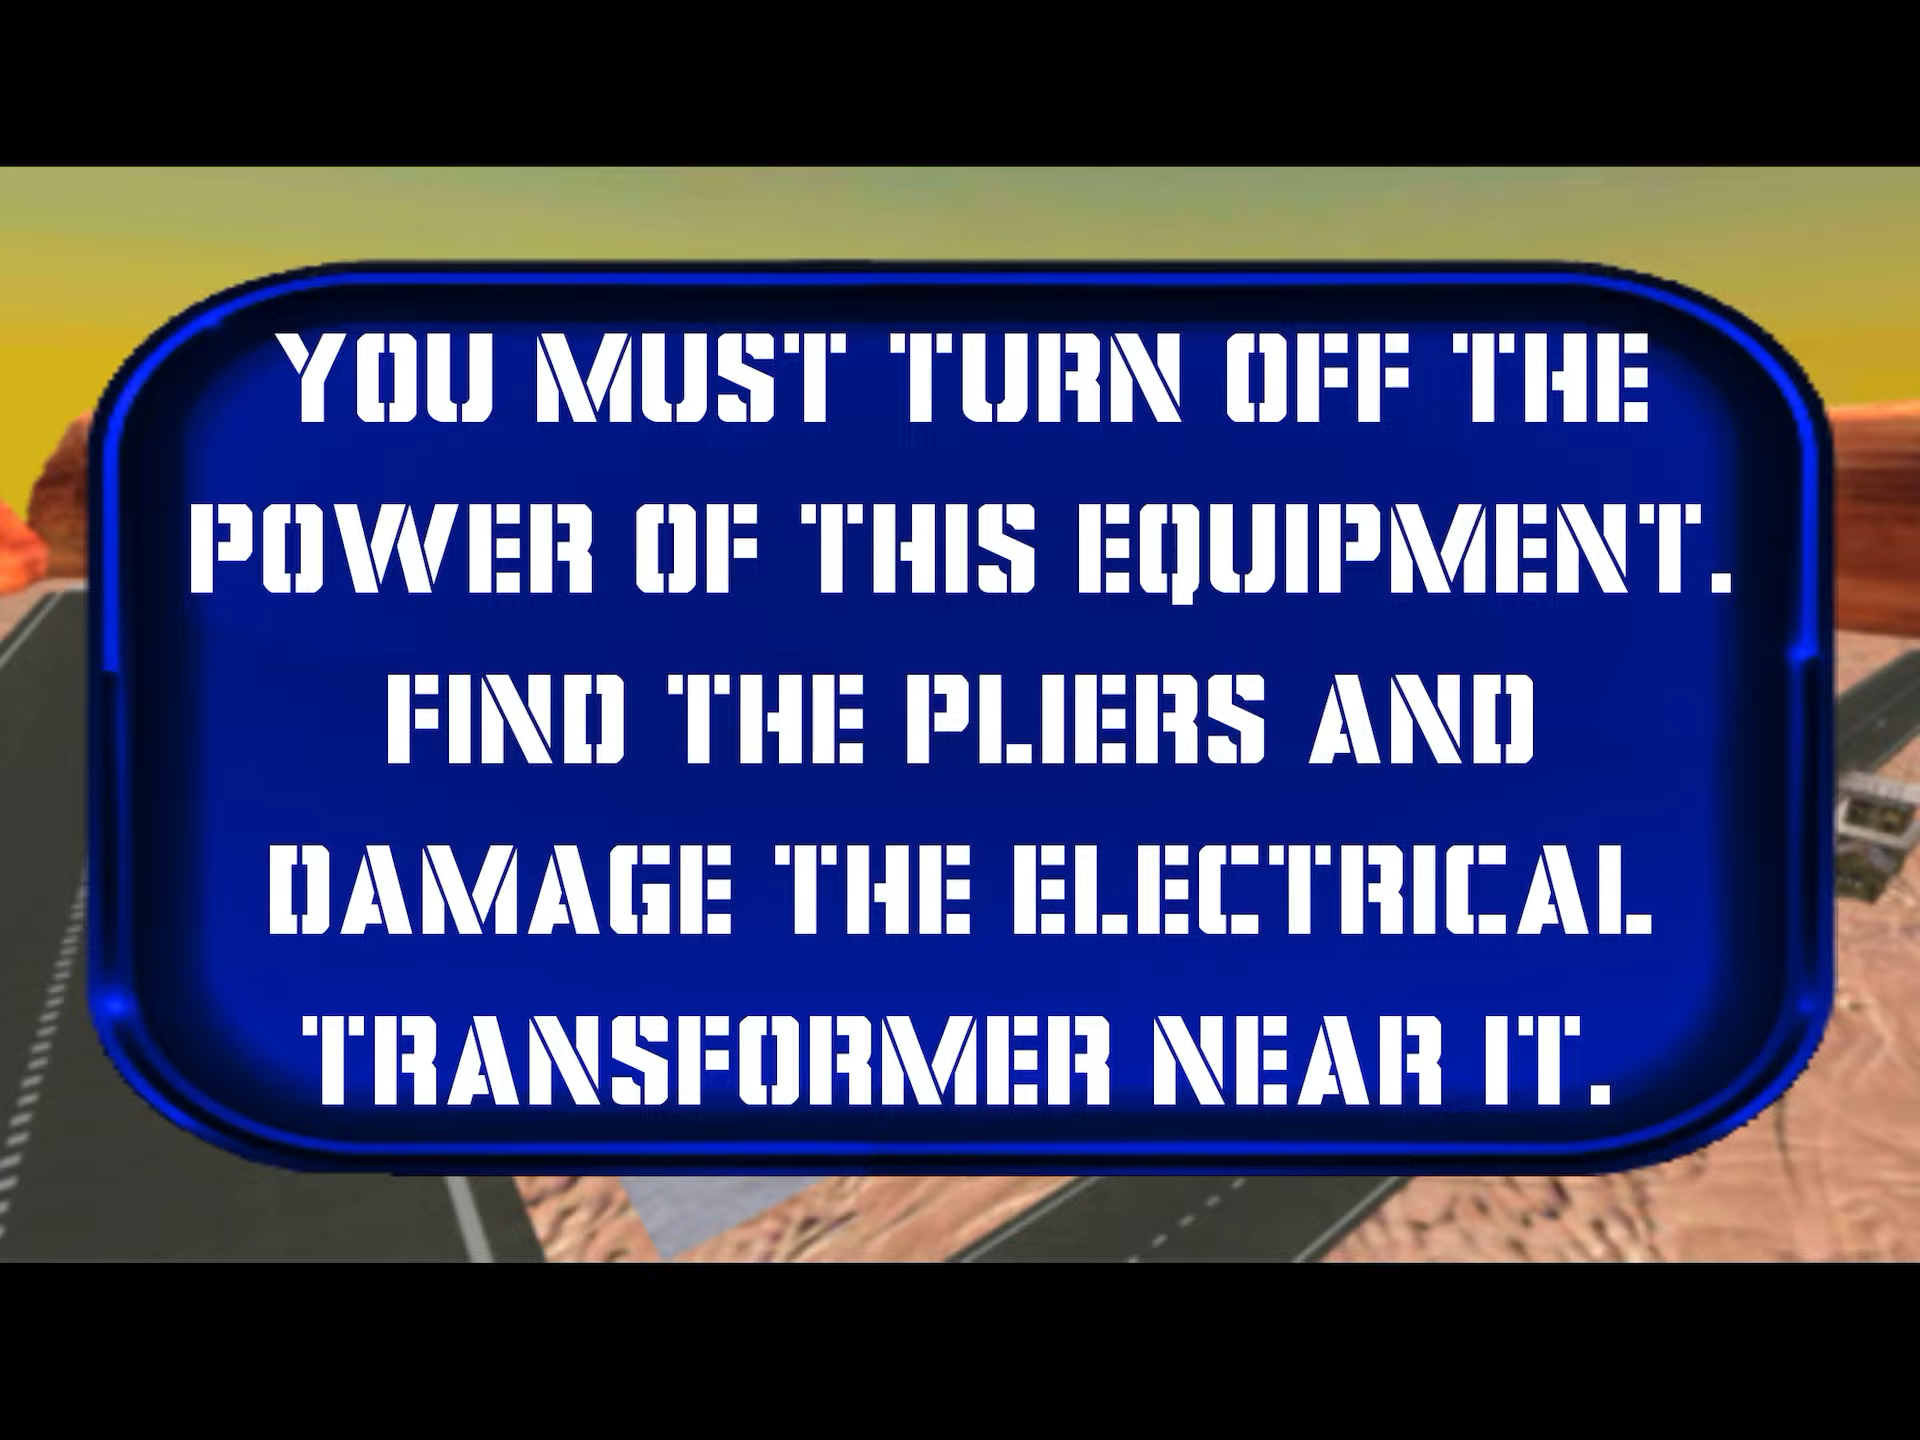 YOU MUST TURN OFF THE
POWER OF THIS EQUIPMENT.
FIND THE PLIERS AND
DAMAGE THE ELECTRICAL
TRANSFORMER NEAR IT.